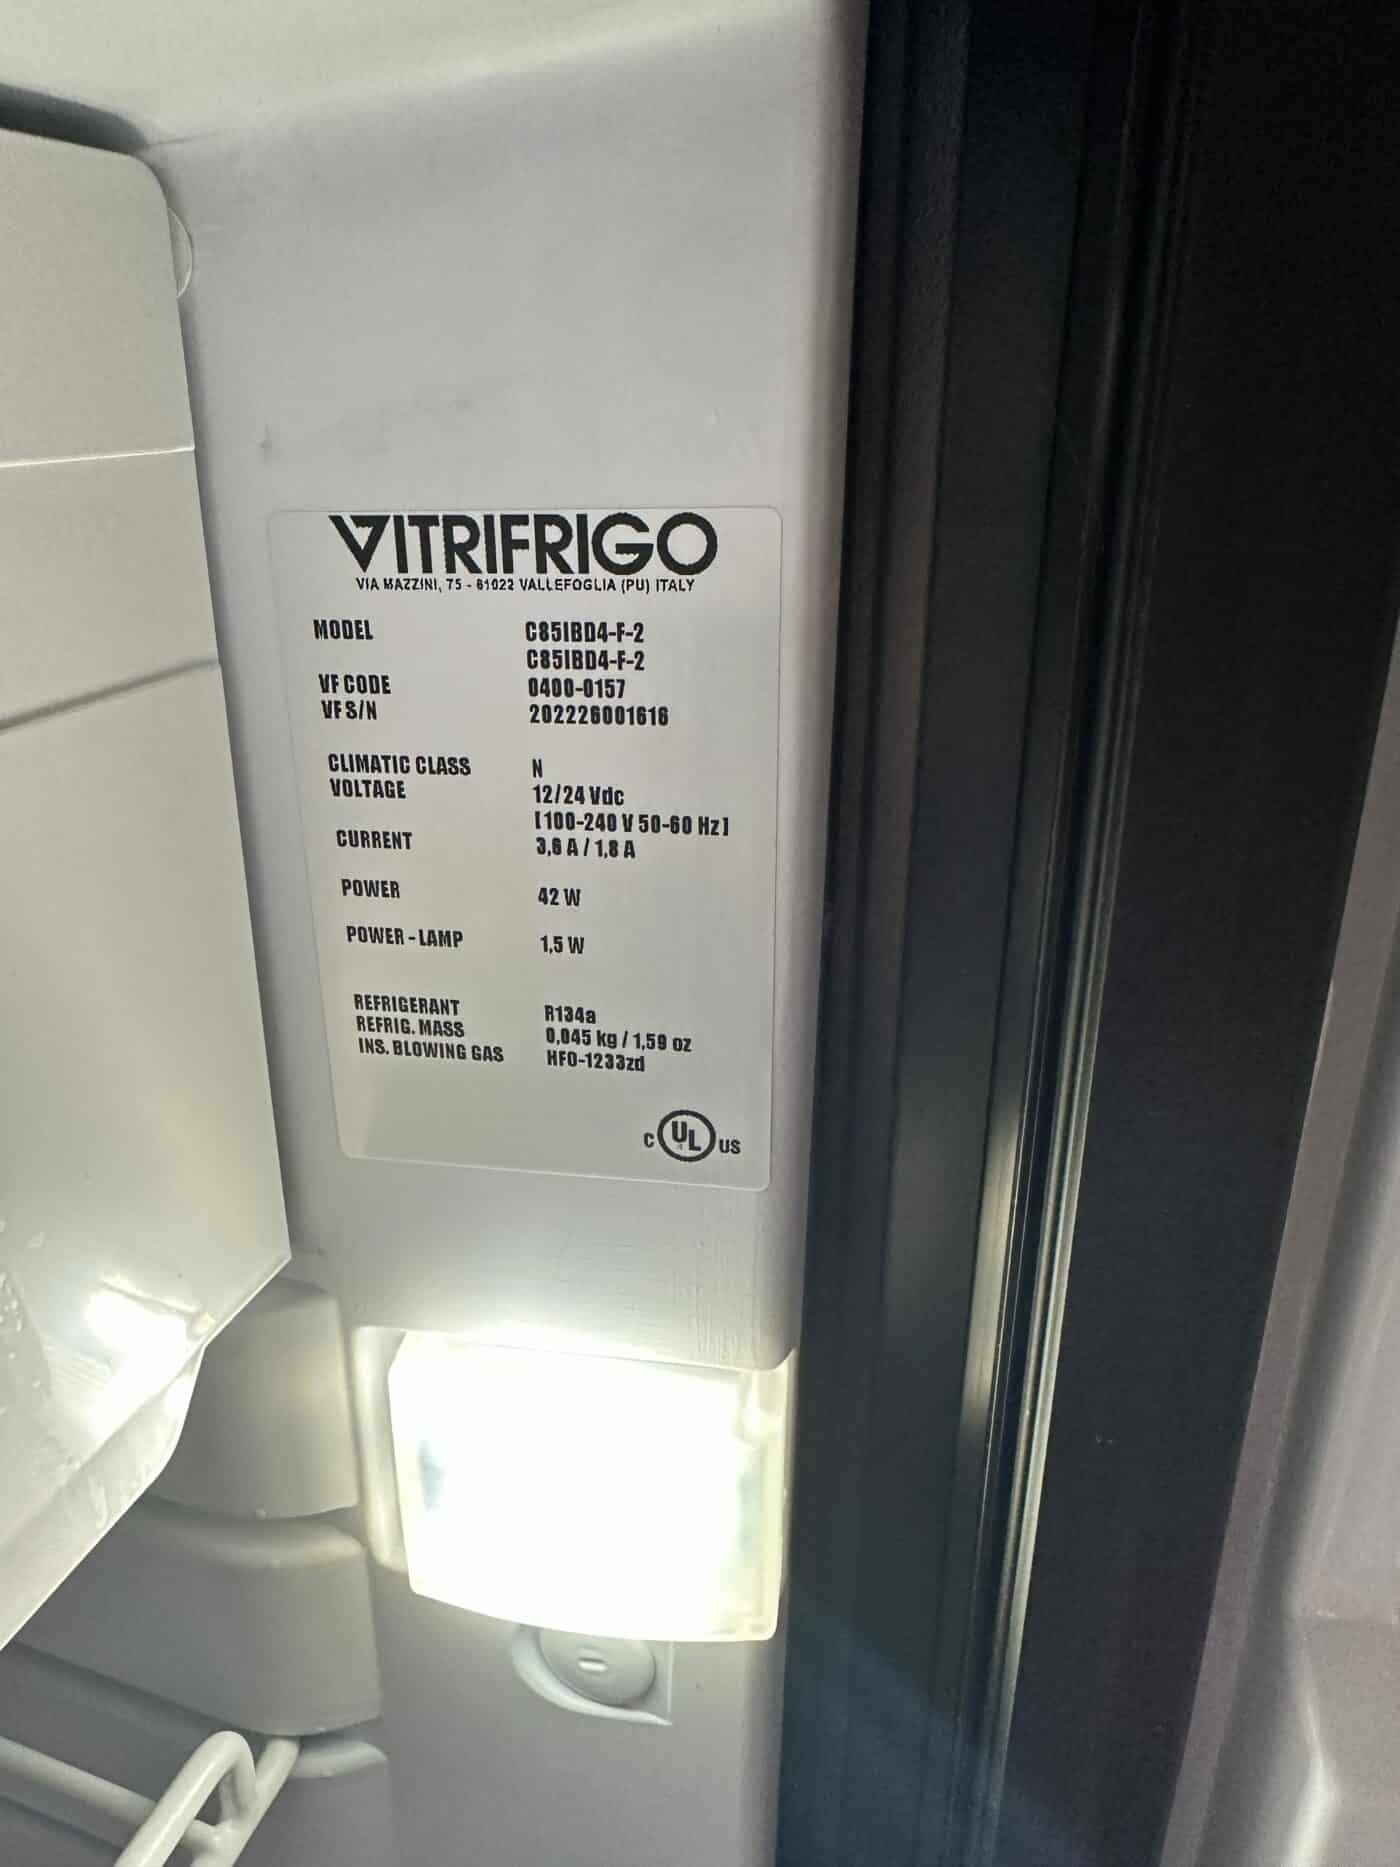 VITRIFRIGO
VIA MAZZINI, 75 - 61022 VALLEFOGLIA (PU) ITALY
MODEL C85IBD4-F-2
C85IBD4-F-2
VF CODE 0400-0157
VF S/N 202226001616
CLIMATIC CLASS N
VOLTAGE 12/24 Vdc
[100-240 V 50-60 Hz]
CURRENT 3,6 A / 1,8 A
POWER 42 W
POWER - LAMP 1,5 W
REFRIGERANT R134a
REFRIG. MASS 0,045 kg / 1,59 oz
INS. BLOWING GAS HFO-1233zd
C UL US